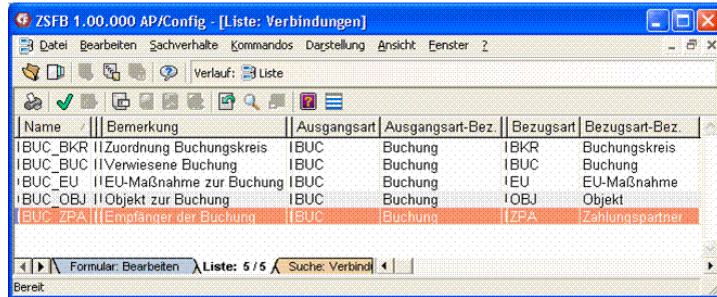 ZSFB 1.00.000 AP/Config - [Liste: Verbindungen]
Datei Bearbeiten Sachverhalte Kommandos Darstellung Ansicht Fenster ?
Verlauf: Liste
Name Bemerkung Ausgangsart Ausgangsart-Bez. Bezugsart Bezugsart-Bez.
BUC_BKR Zuordnung Buchungskreis BUC Buchung BKR Buchungskreis
BUC_BUC Verwiesene Buchung BUC Buchung BUC Buchung
BUC_EU EU-Maßnahme zur Buchung BUC Buchung EU EU-Maßnahme
BUC_OBJ Objekt zur Buchung BUC Buchung OBJ Objekt
BUC_ZPA Empfänger der Buchung BUC Buchung ZPA Zahlungspartner
Formular: Bearbeiten Liste: 5/5 Suche: Verbind
Bereit